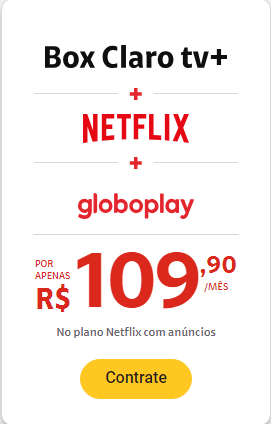 Box Claro tv+
+
NETFLIX
+
globoplay
POR
APENAS
R$ 109,90
/MÊS
No plano Netflix com anúncios
Contrate